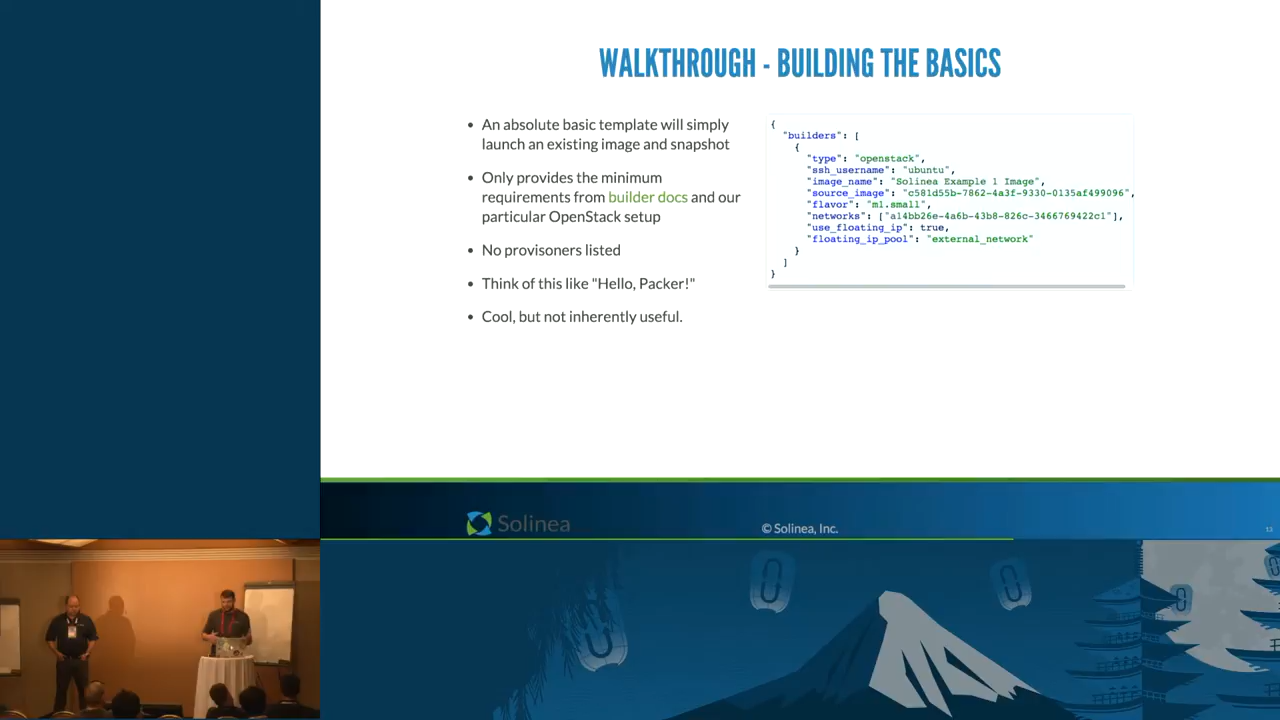 WALKTHROUGH - BUILDING THE BASICS
• An absolute basic template will simply
launch an existing image and snapshot
• Only provides the minimum
requirements from builder docs and our
particular OpenStack setup
• No provisoners listed
• Think of this like "Hello, Packer!"
• Cool, but not inherently useful.
{
"builders": [
{
"type": "openstack",
"ssh_username": "ubuntu",
"image_name": "Solinea Example 1 Image",
"source_image": "c581d55b-7862-4a3f-9330-0135af499096",
"flavor": "m1.small",
"networks": ["a14bb26e-4a6b-43b8-826c-3466769422c1"],
"use_floating_ip": true,
"floating_ip_pool": "external_network"
}
]
}
Solinea
© Solinea, Inc.
13